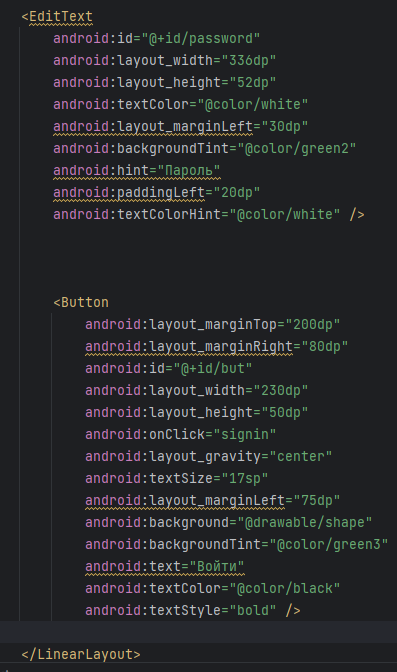 <EditText
android:id="@+id/password"
android:layout_width="336dp"
android:layout_height="52dp"
android:textColor="@color/white"
android:layout_marginLeft="30dp"
android:backgroundTint="@color/green2"
android:hint="Пароль"
android:paddingLeft="20dp"
android:textColorHint="@color/white" />
<Button
android:layout_marginTop="200dp"
android:layout_marginRight="80dp"
android:id="@+id/but"
android:layout_width="230dp"
android:layout_height="50dp"
android:onClick="signin"
android:layout_gravity="center"
android:textSize="17sp"
android:layout_marginLeft="75dp"
android:background="@drawable/shape"
android:backgroundTint="@color/green3"
android:text="Войти"
android:textColor="@color/black"
android:textStyle="bold" />
</LinearLayout>